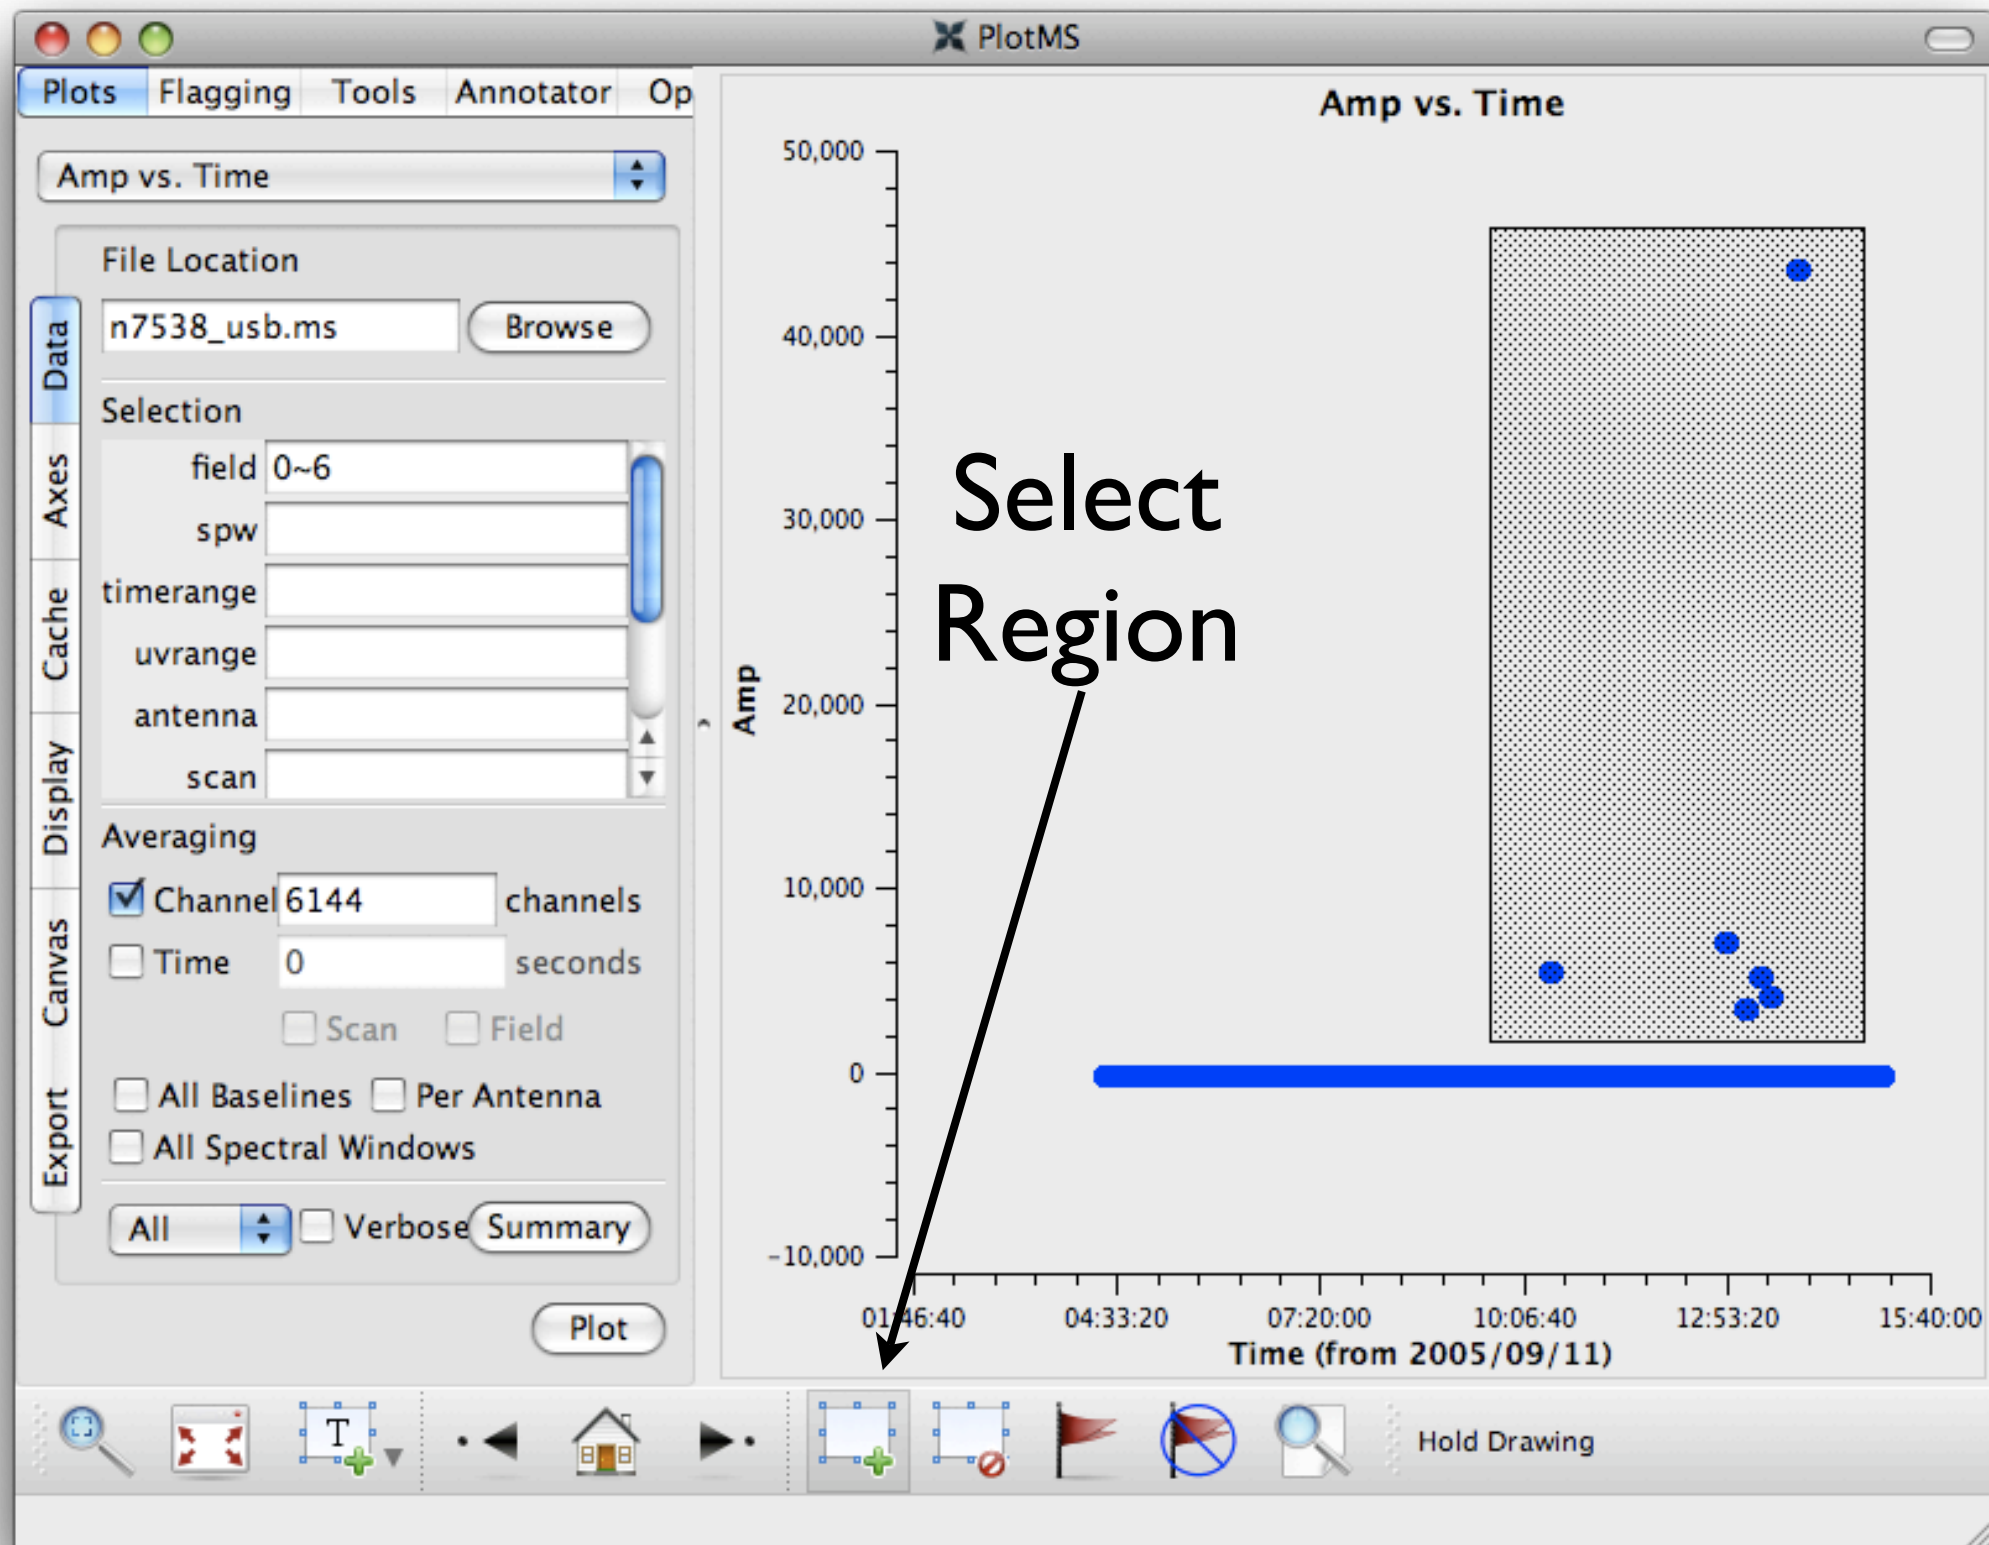 PlotMS
Plots Flagging Tools Annotator Op
Amp vs. Time
File Location
n7538_usb.ms Browse
Selection
field 0~6
spw
timerange
uvrange
antenna
scan
Averaging
Channel 6144 channels
Time 0 seconds
Scan Field
All Baselines Per Antenna
All Spectral Windows
All Verbose Summary
Plot
Data
Axes
Cache
Display
Canvas
Export
Amp vs. Time
50,000
40,000
30,000
20,000
10,000
0
-10,000
Amp
Select
Region
01:46:40 04:33:20 07:20:00 10:06:40 12:53:20 15:40:00
Time (from 2005/09/11)
T
Hold Drawing